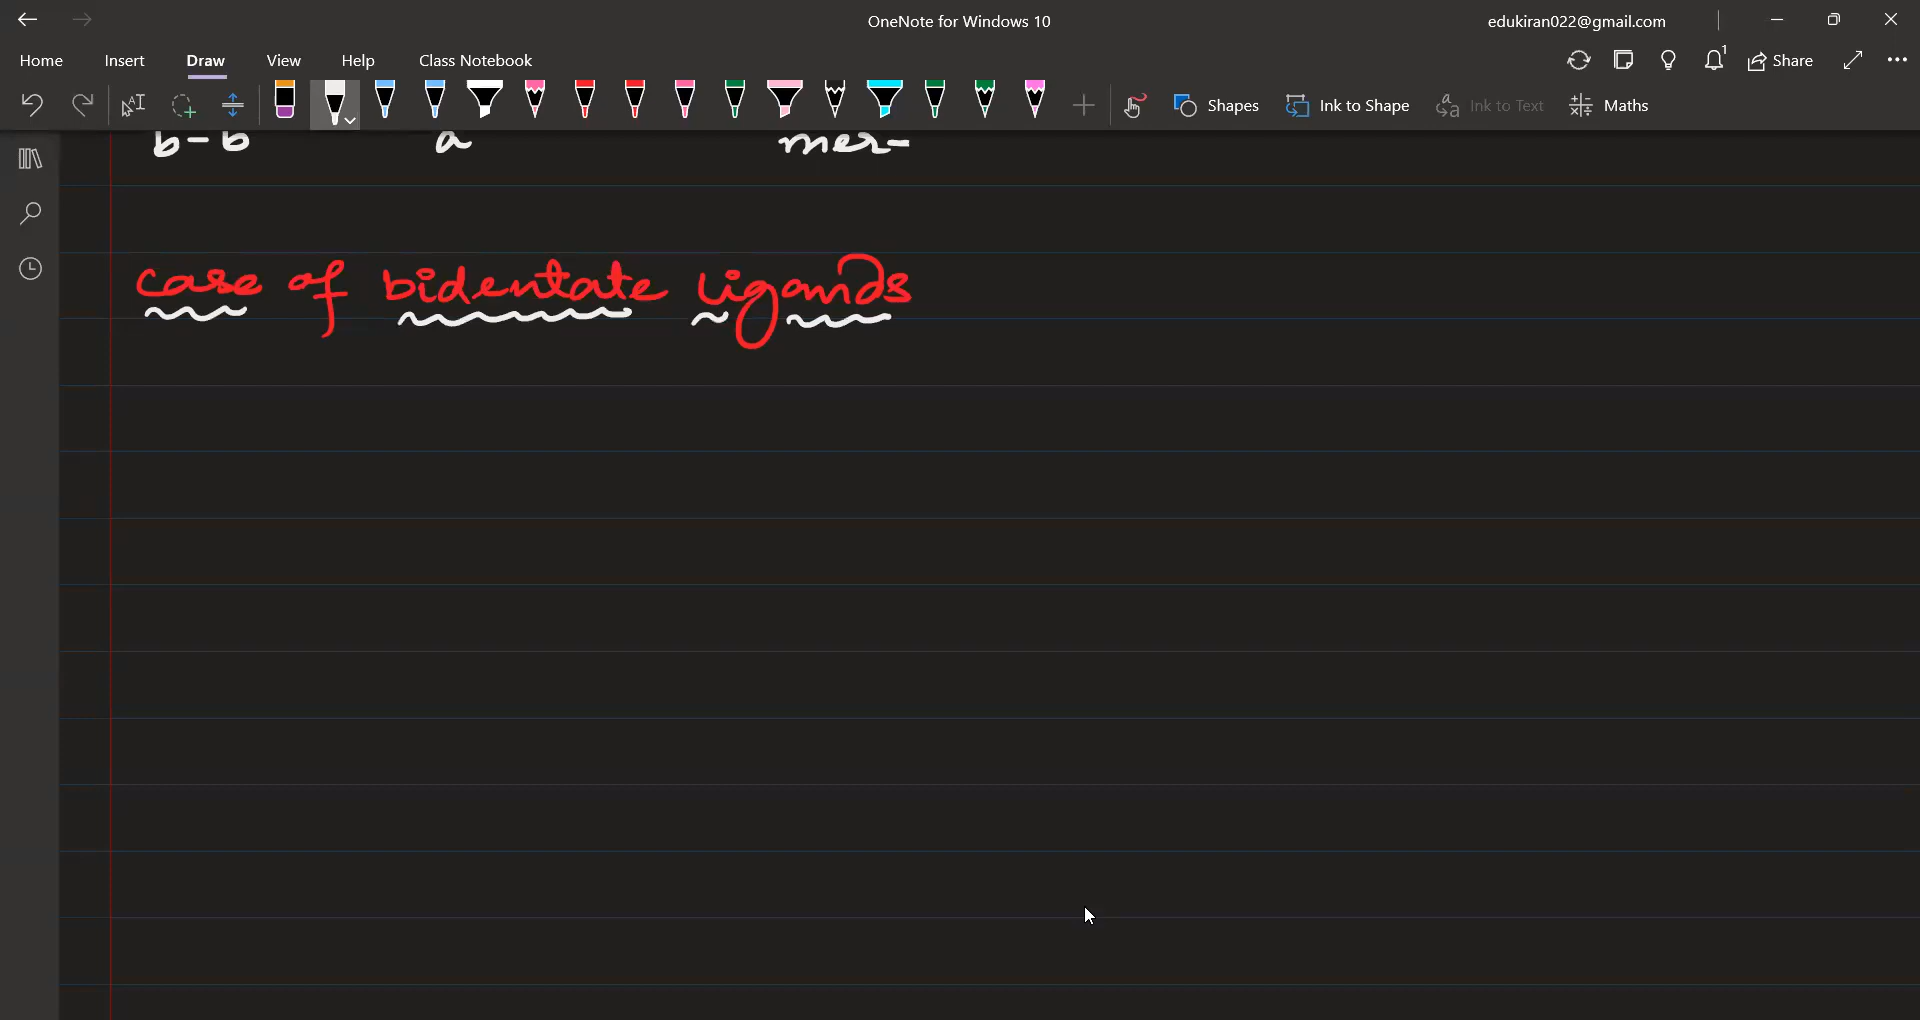 OneNote for Windows 10
edukiran022@gmail.com
Home Insert Draw View Help Class Notebook
1
Share
Shapes Ink to Shape Ink to Text Maths
b-b a mer-
case of bidentate ligands